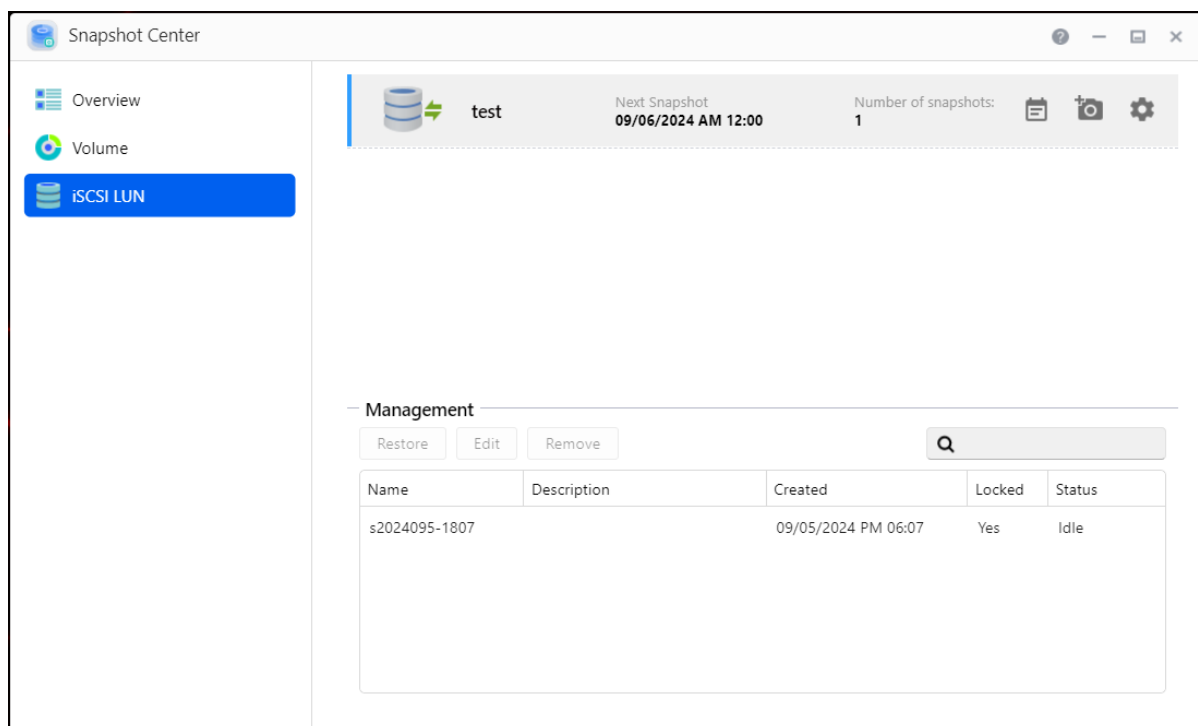 Snapshot Center
Overview
Volume
iSCSI LUN
test
Next Snapshot
09/06/2024 AM 12:00
Number of snapshots:
1
Management
Restore Edit Remove
Name Description Created Locked Status
s2024095-1807 09/05/2024 PM 06:07 Yes Idle